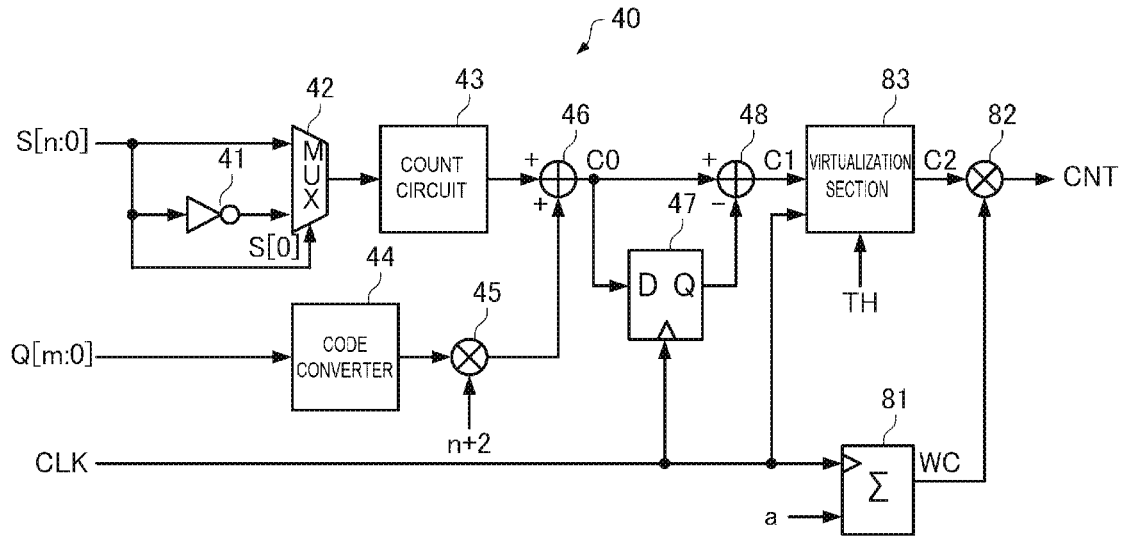 40
S[n:0]
41
42
MUX
S[0]
43
COUNT
CIRCUIT
+
+
46
C0
+
-
48
C1
83
VIRTUALIZATION
SECTION
C2
82
CNT
TH
47
D Q
Q[m:0]
44
CODE
CONVERTER
45
n+2
CLK
81
Σ
WC
a